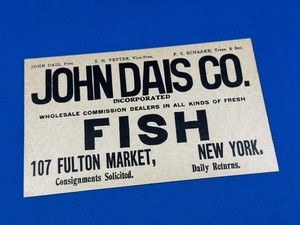 JOHN DAIS, Pres. T. H. VETTER, Vice Pres. F. C. SCHAAKE, Treas. & Sec.
JOHN DAIS CO.
INCORPORATED
WHOLESALE COMMISSION DEALERS IN ALL KINDS OF FRESH
FISH
107 FULTON MARKET, NEW YORK.
Consignments Solicited. Daily Returns.